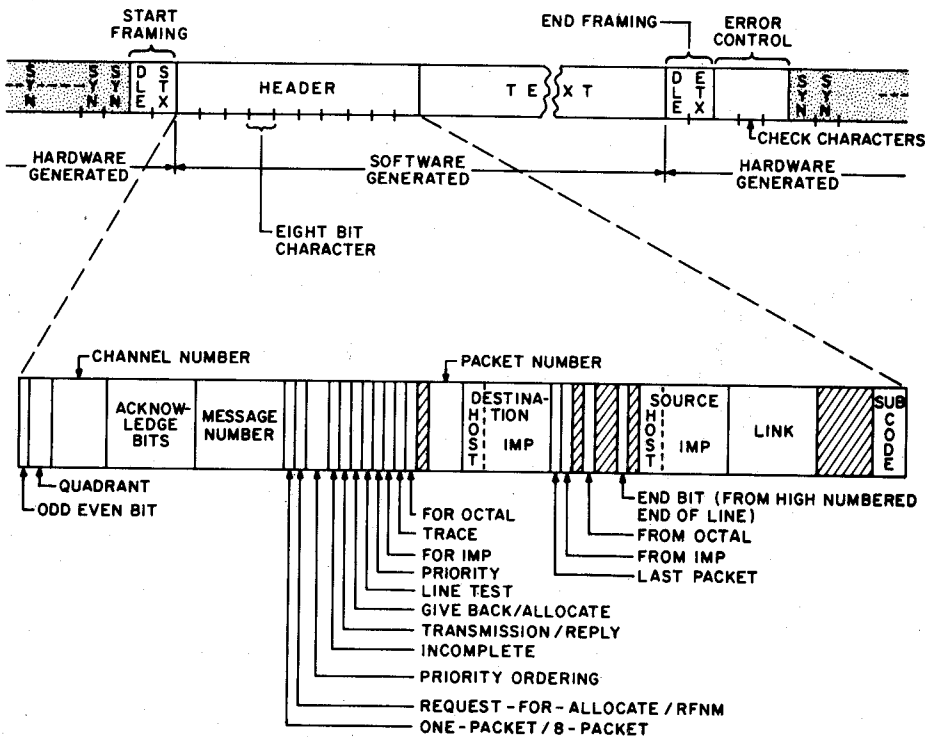 START
FRAMING
END FRAMING
ERROR
CONTROL
SYN SYN SYN DLE STX HEADER TEXT DLE ETX SYN SYN
CHECK CHARACTERS
HARDWARE
GENERATED
SOFTWARE
GENERATED
HARDWARE
GENERATED
EIGHT BIT
CHARACTER
CHANNEL NUMBER
PACKET NUMBER
ACKNOW-
LEDGE
BITS
MESSAGE
NUMBER
DESTINA-
TION
HOST
IMP
SOURCE
HOST
IMP
LINK
SUB
CODE
QUADRANT
ODD EVEN BIT
FOR OCTAL
TRACE
FOR IMP
PRIORITY
LINE TEST
GIVE BACK/ALLOCATE
TRANSMISSION/REPLY
INCOMPLETE
PRIORITY ORDERING
REQUEST-FOR-ALLOCATE/RFNM
ONE-PACKET/8-PACKET
END BIT (FROM HIGH NUMBERED
END OF LINE)
FROM OCTAL
FROM IMP
LAST PACKET